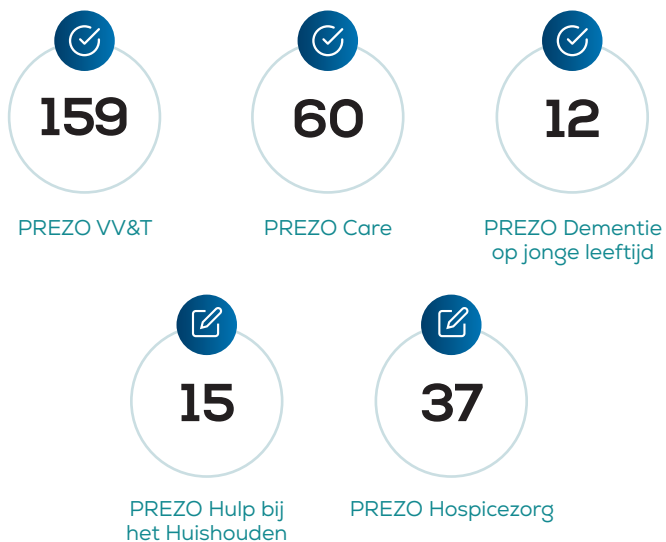 159
60
12
PREZO VV&T
PREZO Care
PREZO Dementie
op jonge leeftijd
15
37
PREZO Hulp bij
het Huishouden
PREZO Hospicezorg